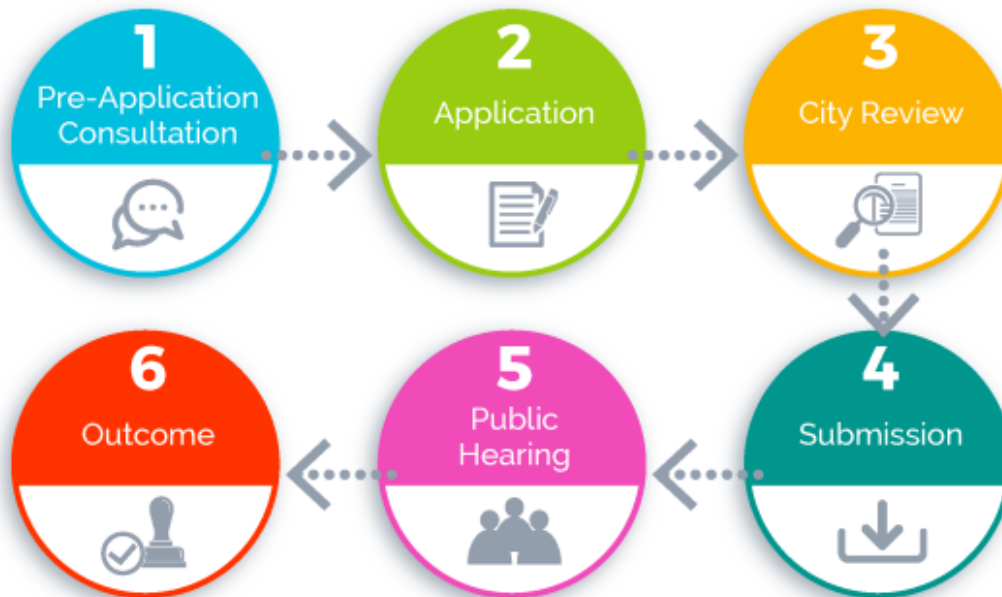 1
Pre-Application
Consultation
2
Application
3
City Review
4
Submission
5
Public
Hearing
6
Outcome